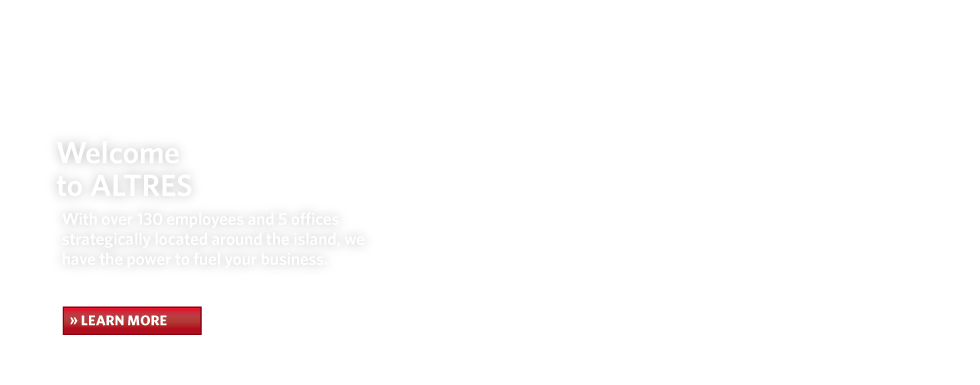 Welcome
to ALTRES
With over 130 employees and 5 offices
strategically located around the island, we
have the power to fuel your business.
» LEARN MORE